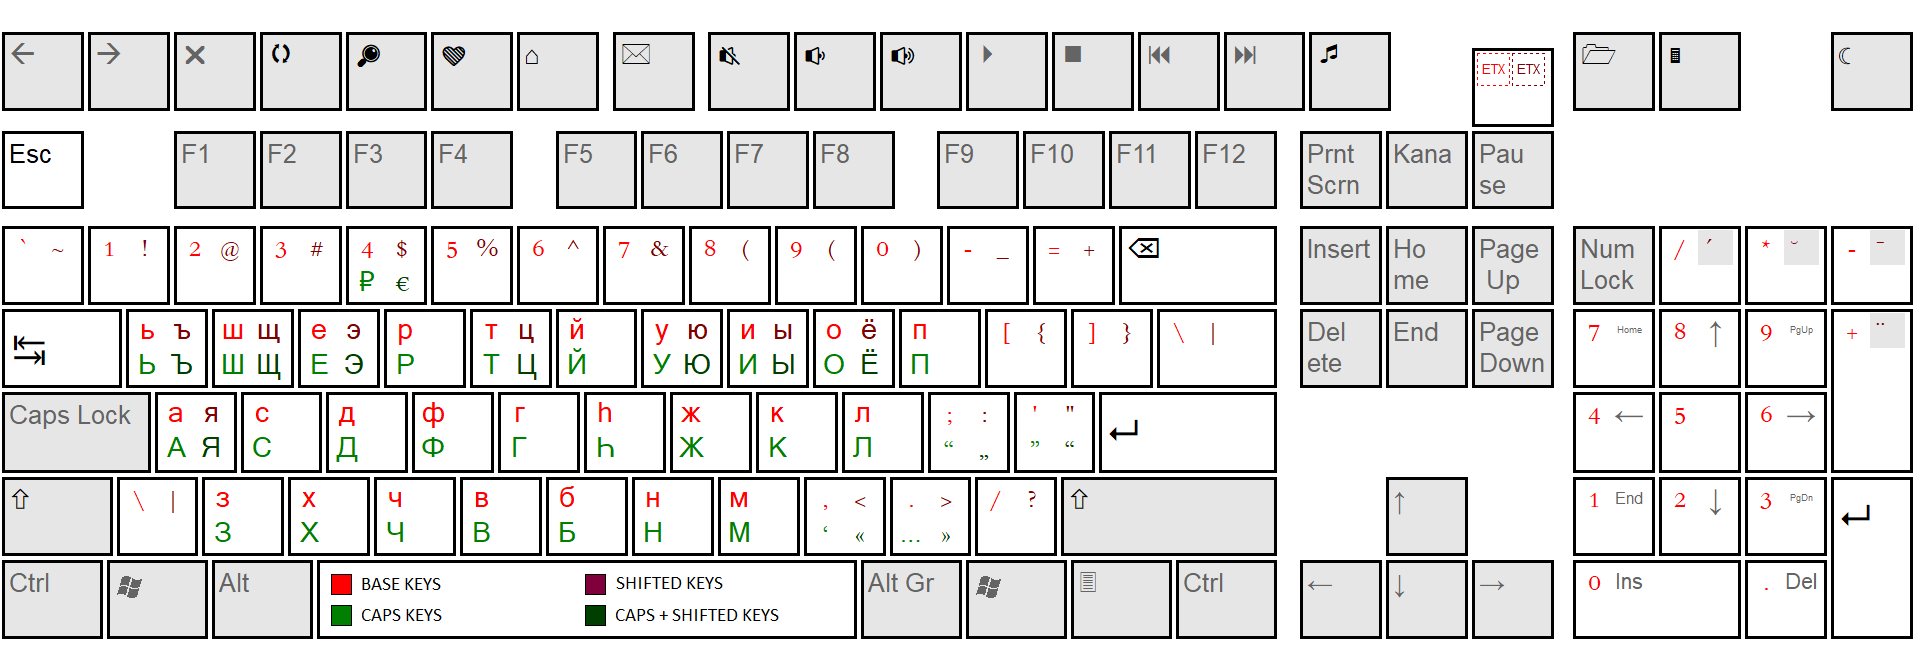 ETX ETX
Esc F1 F2 F3 F4 F5 F6 F7 F8 F9 F10 F11 F12 Prnt Scrn Kana Pau se
` ~ 1 ! 2 @ 3 # 4 $ 5 % 6 ^ 7 & 8 ( 9 ( 0 ) - _ = + Insert Ho me Page Up Num Lock / ´ * ˘ - ¯
₽ €
ь ъ ш щ е э р т ц й у ю и ы о ё п [ { ] } \ | Del ete End Page Down 7 Home 8 ↑ 9 PgUp + ¨
Ь Ъ Ш Щ Е Э Р Т Ц Й У Ю И Ы О Ё П
Caps Lock а я с д ф г һ ж к л ; : ' " 4 ← 5 6 →
А Я С Д Ф Г Һ Ж К Л “ „ ” “
\ | з х ч в б н м , < . > / ? ↑ 1 End 2 ↓ 3 PgDn
З Х Ч В Б Н М ‘ « … »
Ctrl Alt BASE KEYS SHIFTED KEYS Alt Gr Ctrl ← ↓ → 0 Ins . Del
CAPS KEYS CAPS + SHIFTED KEYS